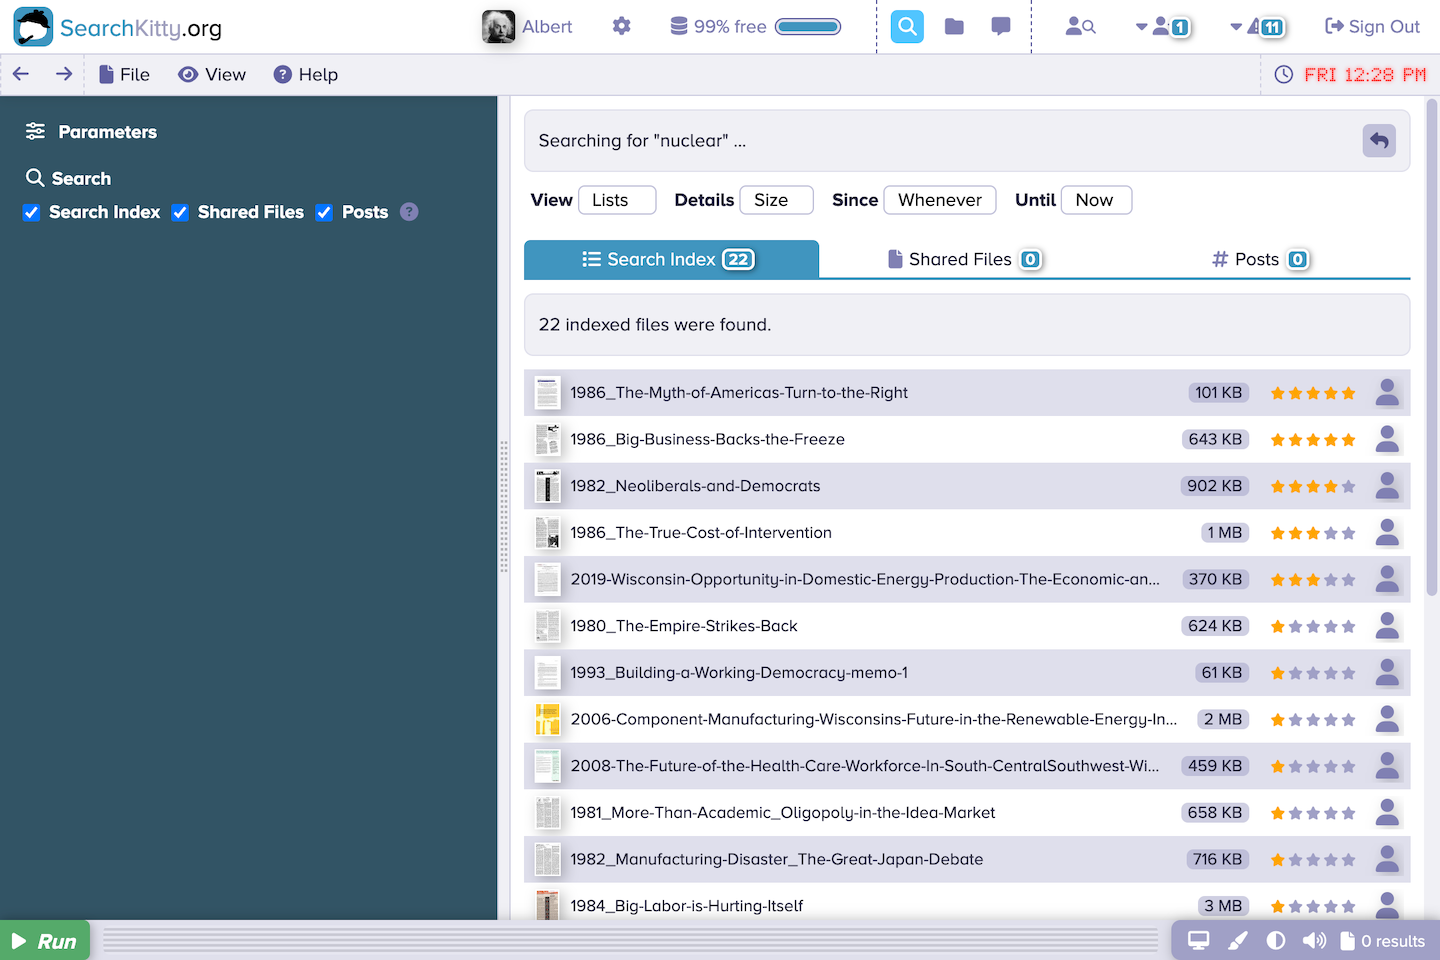 SearchKitty.org
Albert
99% free
1
11
Sign Out
File
View
Help
FRI 12:28 PM
Parameters
Search
Search Index
Shared Files
Posts
?
Searching for "nuclear" ...
View Lists
Details Size
Since Whenever
Until Now
Search Index 22
Shared Files 0
Posts 0
22 indexed files were found.
1986_The-Myth-of-Americas-Turn-to-the-Right 101 KB
1986_Big-Business-Backs-the-Freeze 643 KB
1982_Neoliberals-and-Democrats 902 KB
1986_The-True-Cost-of-Intervention 1 MB
2019-Wisconsin-Opportunity-in-Domestic-Energy-Production-The-Economic-an... 370 KB
1980_The-Empire-Strikes-Back 624 KB
1993_Building-a-Working-Democracy-memo-1 61 KB
2006-Component-Manufacturing-Wisconsins-Future-in-the-Renewable-Energy-In... 2 MB
2008-The-Future-of-the-Health-Care-Workforce-In-South-CentralSouthwest-Wi... 459 KB
1981_More-Than-Academic_Oligopoly-in-the-Idea-Market 658 KB
1982_Manufacturing-Disaster_The-Great-Japan-Debate 716 KB
1984_Big-Labor-is-Hurting-Itself 3 MB
Run
0 results